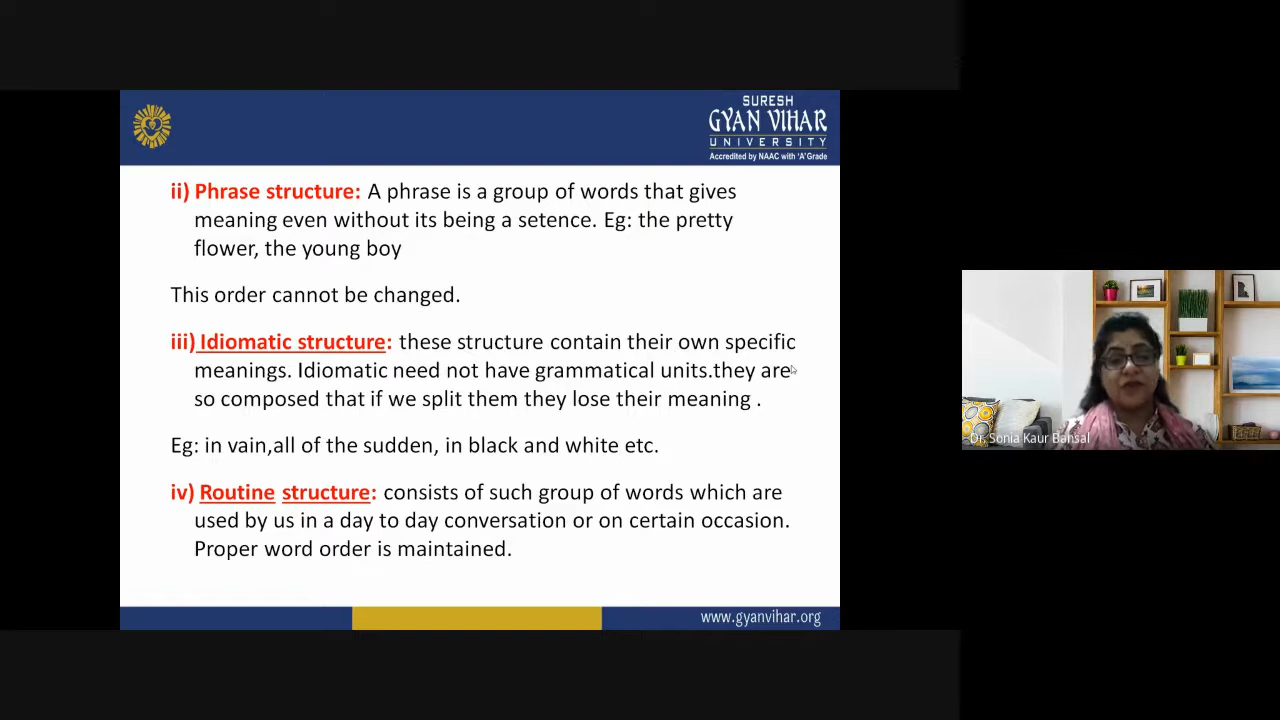 SURESH
GYAN VIHAR
UNIVERSITY
Accredited by NAAC with 'A' Grade
ii) Phrase structure: A phrase is a group of words that gives
meaning even without its being a setence. Eg: the pretty
flower, the young boy
This order cannot be changed.
iii) Idiomatic structure: these structure contain their own specific
meanings. Idiomatic need not have grammatical units.they are
so composed that if we split them they lose their meaning .
Eg: in vain,all of the sudden, in black and white etc.
iv) Routine structure: consists of such group of words which are
used by us in a day to day conversation or on certain occasion.
Proper word order is maintained.
www.gyanvihar.org
Dr. Sonia Kaur Bansal